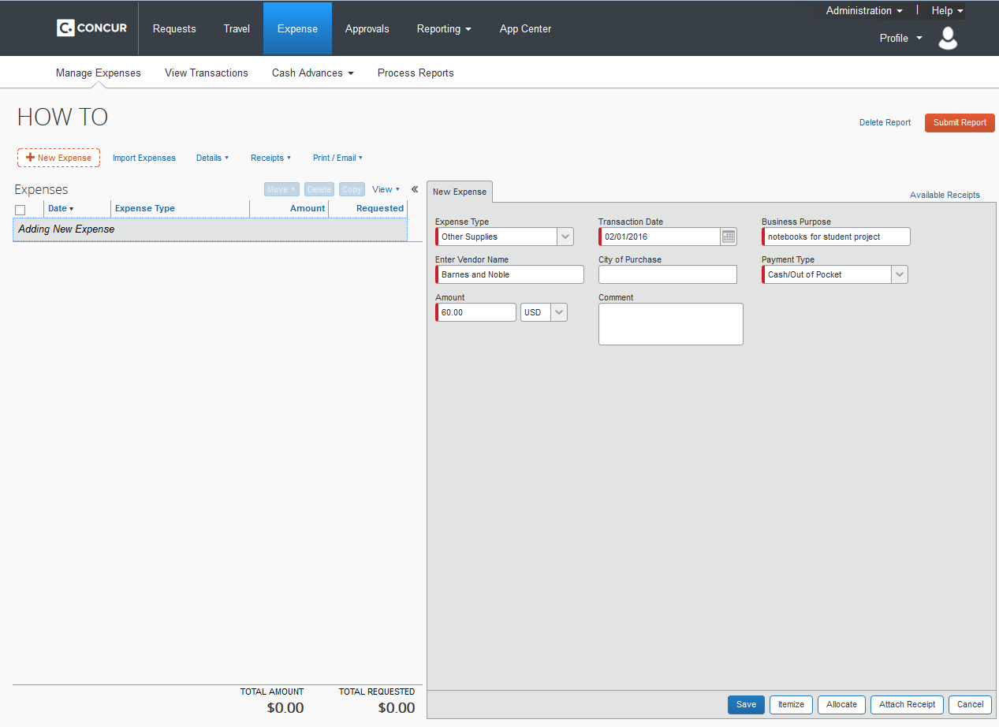 Administration | Help
CONCUR Requests Travel Expense Approvals Reporting App Center
Profile
Manage Expenses View Transactions Cash Advances Process Reports
HOW TO
Delete Report Submit Report
+ New Expense Import Expenses Details Receipts Print / Email
Expenses Move Delete Copy View «
Date Expense Type Amount Requested
Adding New Expense
New Expense
Available Receipts
Expense Type Transaction Date Business Purpose
Other Supplies 02/01/2016 notebooks for student project
Enter Vendor Name City of Purchase Payment Type
Barnes and Noble Cash/Out of Pocket
Amount Comment
60.00 USD
TOTAL AMOUNT TOTAL REQUESTED
$0.00 $0.00
Save Itemize Allocate Attach Receipt Cancel